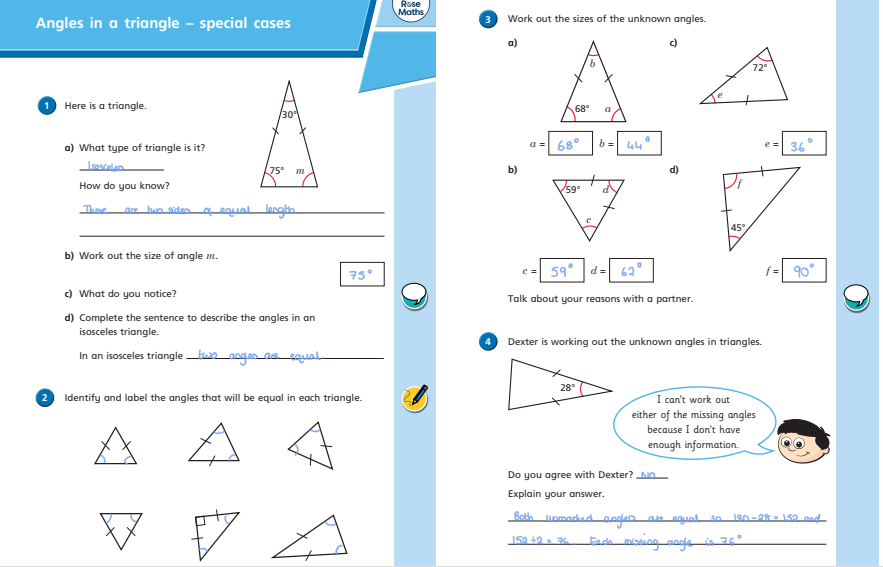 Angles in a triangle – special cases
Rose
Maths
1 Here is a triangle.
30°
75° m
a) What type of triangle is it?
Isosceles
How do you know?
There are two sides of equal length
b) Work out the size of angle m.
75°
c) What do you notice?
d) Complete the sentence to describe the angles in an
isosceles triangle.
In an isosceles triangle two angles are equal.
2 Identify and label the angles that will be equal in each triangle.
3 Work out the sizes of the unknown angles.
a)
b
68° a
a = 68° b = 44°
c)
72°
e
e = 36°
b)
59° d
c
c = 59° d = 62°
d)
f
45°
f = 90°
Talk about your reasons with a partner.
4 Dexter is working out the unknown angles in triangles.
28°
I can't work out
either of the missing angles
because I don't have
enough information.
Do you agree with Dexter? No
Explain your answer.
Both unmarked angles are equal so 180-28=152 and
152÷2=76. Each missing angle is 76°